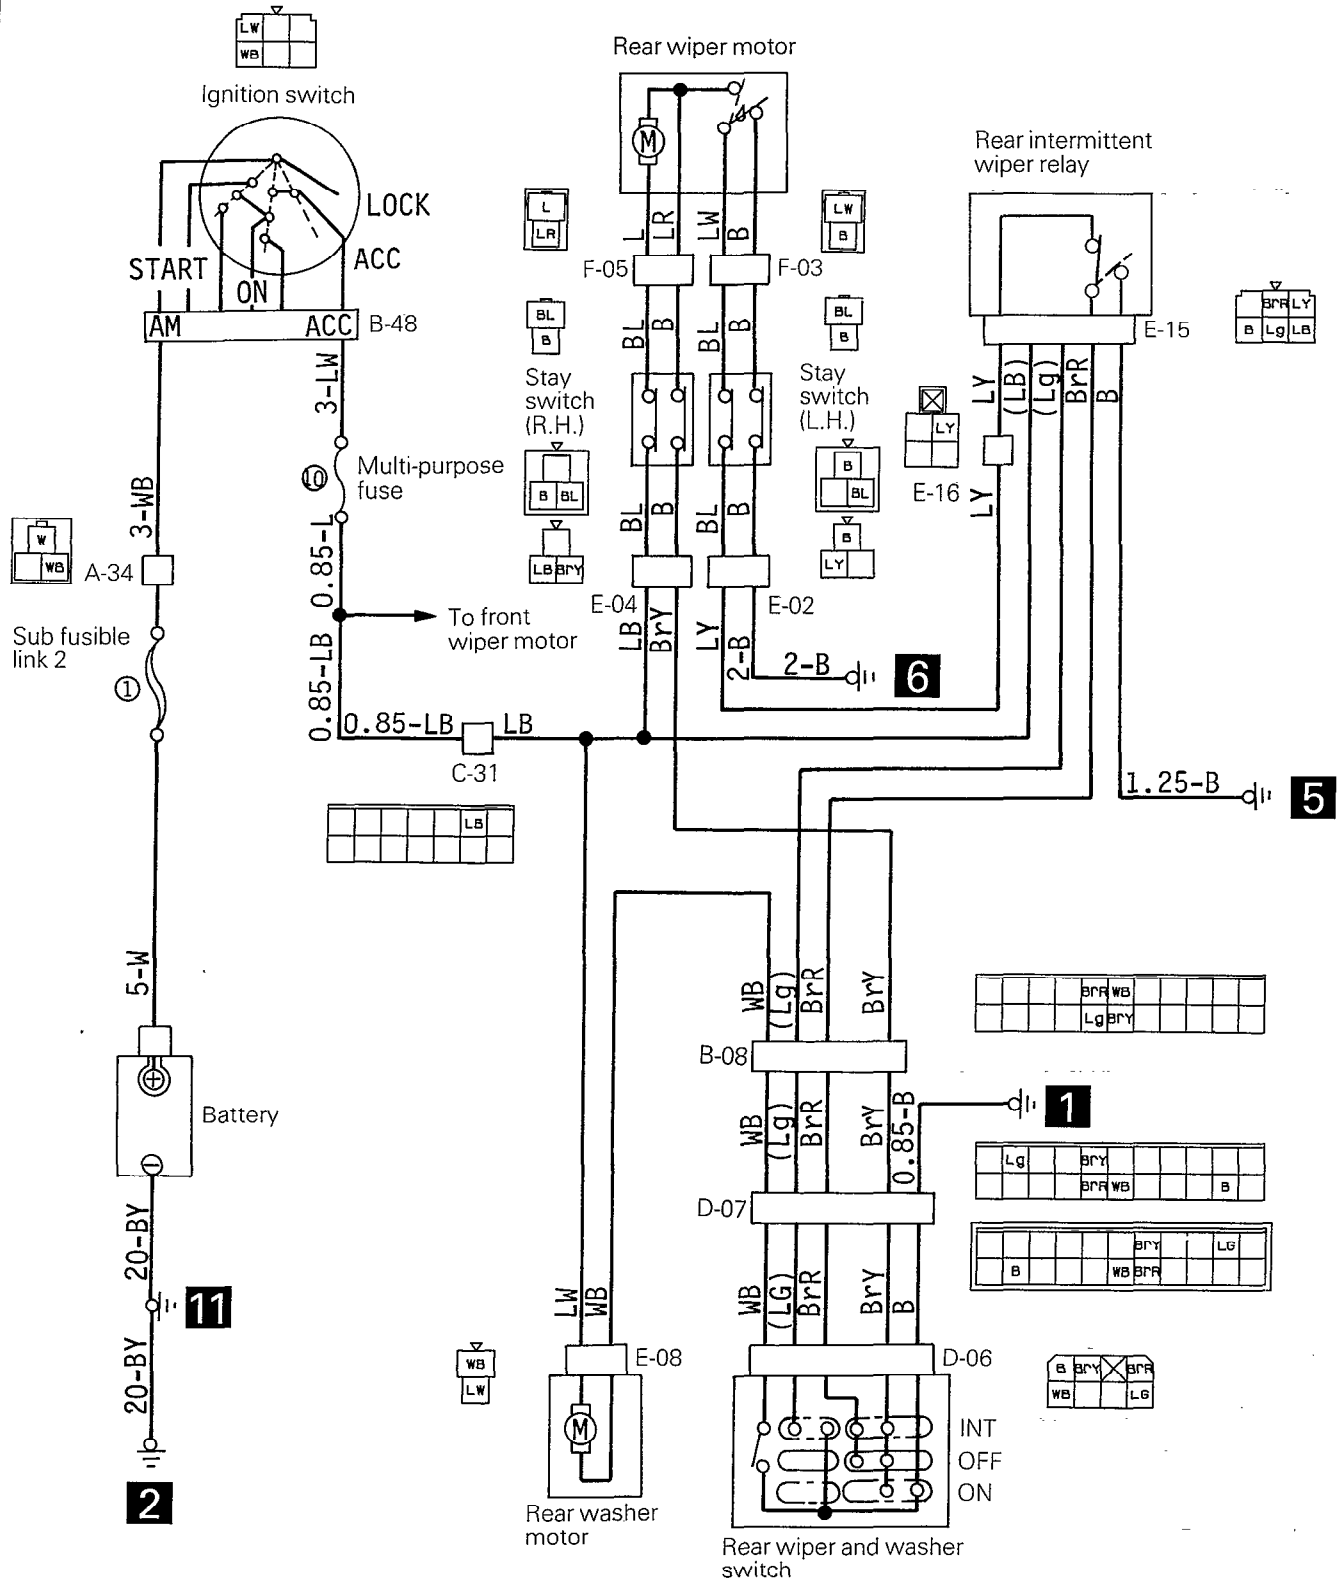 LW
WB
Ignition switch
LOCK
ACC
START
ON
AM
ACC
B-48
Rear wiper motor
M
Rear intermittent
wiper relay
L
LR
LW
B
L
LR
LW
B
F-05
F-03
BL
B
BL
B
BL
B
BL
B
E-15
BrR
LY
B
Lg
LB
LY
(LB)
(Lg)
BrR
B
3-LW
Stay
switch
(R.H.)
Stay
switch
(L.H.)
LY
E-16
LY
10
Multi-purpose
fuse
3-WB
B
BL
B
BL
BL
B
BL
B
0.85-L
W
WB
A-34
LB
BrY
B
LY
E-04
E-02
To front
wiper motor
LB
BrY
LY
2-B
2-B
6
Sub fusible
link 2
1
0.85-LB
0.85-LB
LB
C-31
1.25-B
5
LB
5-W
WB
(Lg)
BrR
BrY
BrR
WB
Lg
BrY
B-08
Battery
WB
(Lg)
BrR
BrY
0.85-B
1
Lg
BrY
BrR
WB
B
D-07
20-BY
11
BrY
LG
B
WB
BrR
LW
WB
WB
(LG)
BrR
BrY
B
20-BY
WB
LW
E-08
D-06
B
BrY
BrR
WB
LG
M
INT
OFF
ON
2
Rear washer
motor
Rear wiper and washer
switch